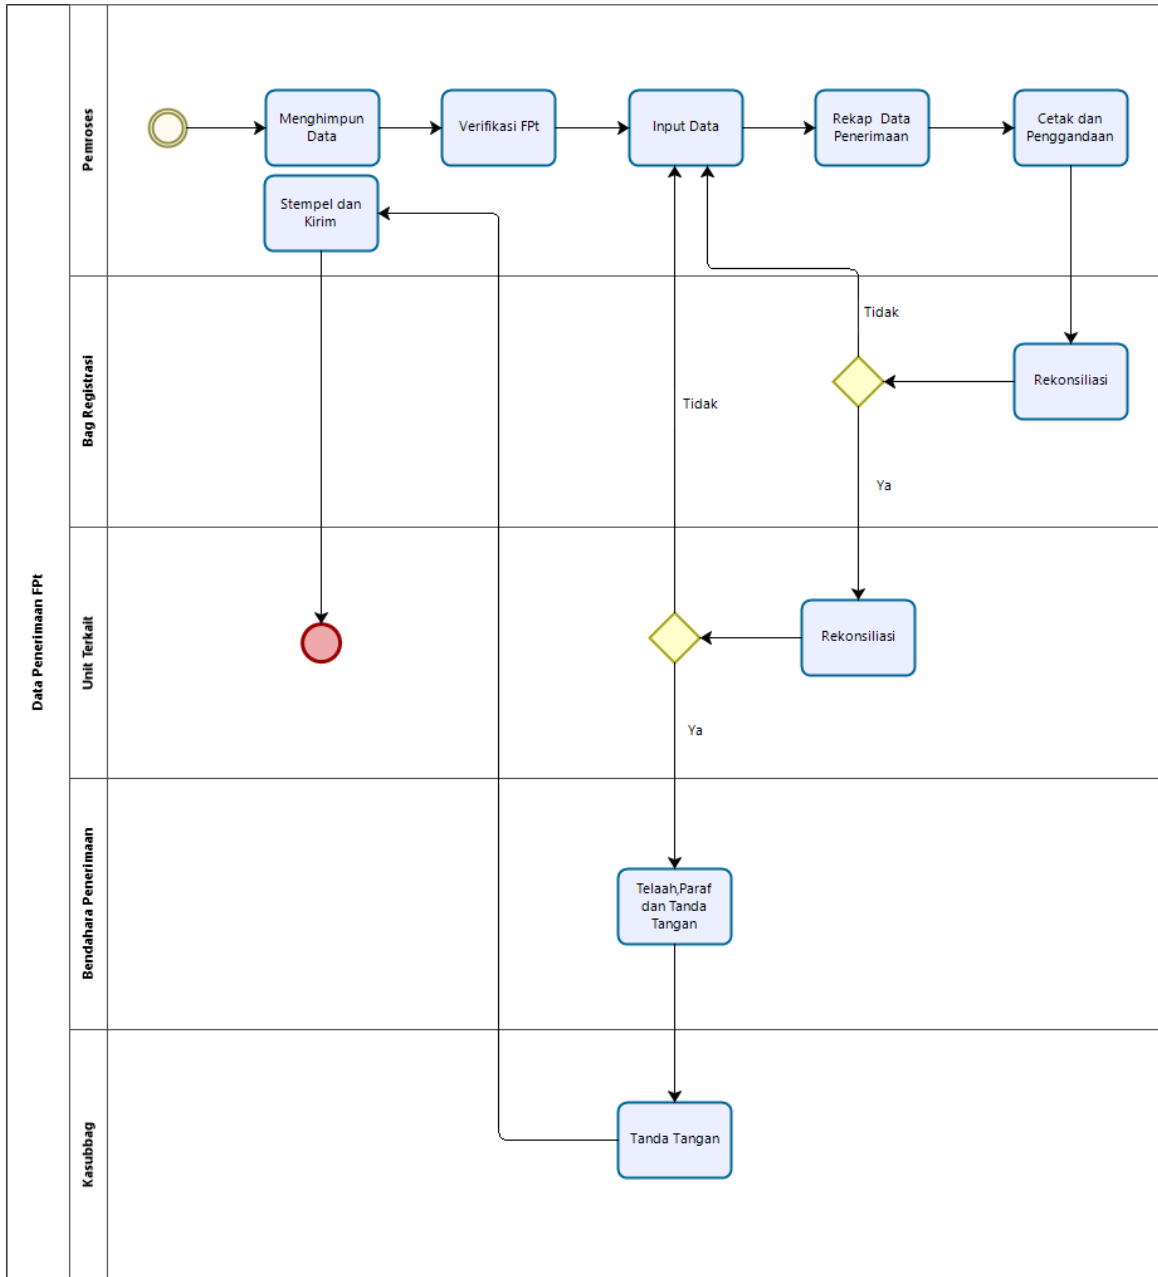 Data Penerimaan FPt
Pemroses
Menghimpun
Data
Verifikasi FPt
Input Data
Rekap  Data
Penerimaan
Cetak dan
Penggandaan
Stempel dan
Kirim
Bag Registrasi
Tidak
Rekonsiliasi
Tidak
Ya
Unit Terkait
Rekonsiliasi
Ya
Bendahara Penerimaan
Telaah,Paraf
dan Tanda
Tangan
Kasubbag
Tanda Tangan